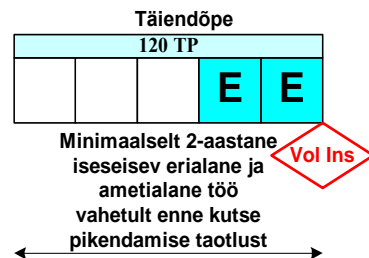 Täiendõpe
120 TP
E E
Minimaalselt 2-aastane
iseseisev erialane ja
ametialane töö
vahetult enne kutse
pikendamise taotlust
Vol Ins